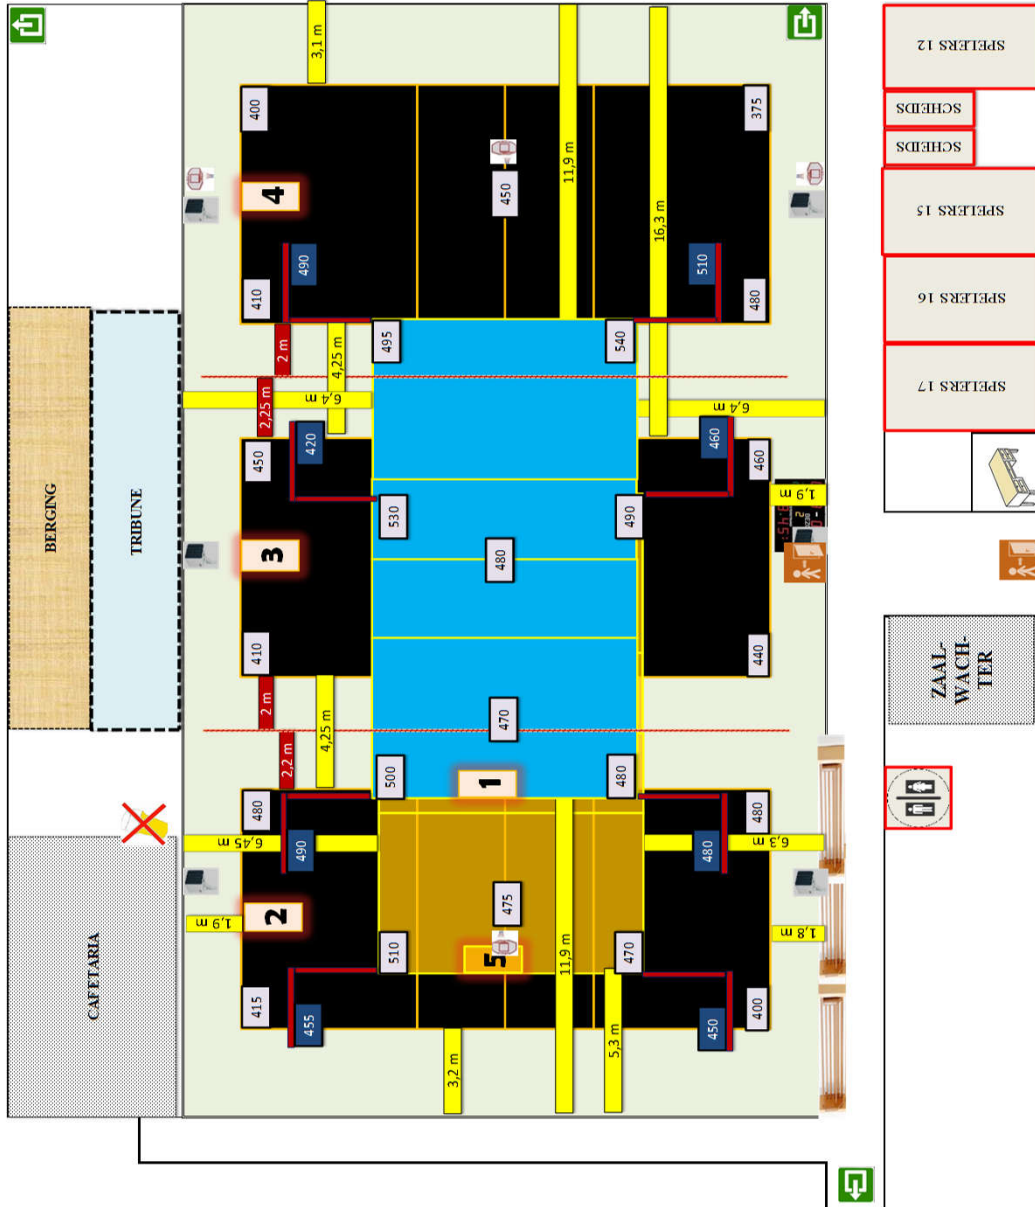 3,1 m
11,9 m
16,3 m
400
375
4
450
490
510
410
480
495
540
2 m
4,25 m
2,25 m
6,4 m
6,4 m
BERGING
TRIBUNE
420
460
450
460
530
490
1,9 m
3
480
410
440
2 m
4,25 m
2,2 m
470
500
1
480
480
480
6,45 m
490
480
6,3 m
CAFETARIA
1,9 m
2
475
1,8 m
510
5
470
415
455
450
400
3,2 m
11,9 m
5,3 m
SPELERS 12
SCHEIDS
SCHEIDS
SPELERS 15
SPELERS 16
SPELERS 17
ZAAL-
WACH-
TER